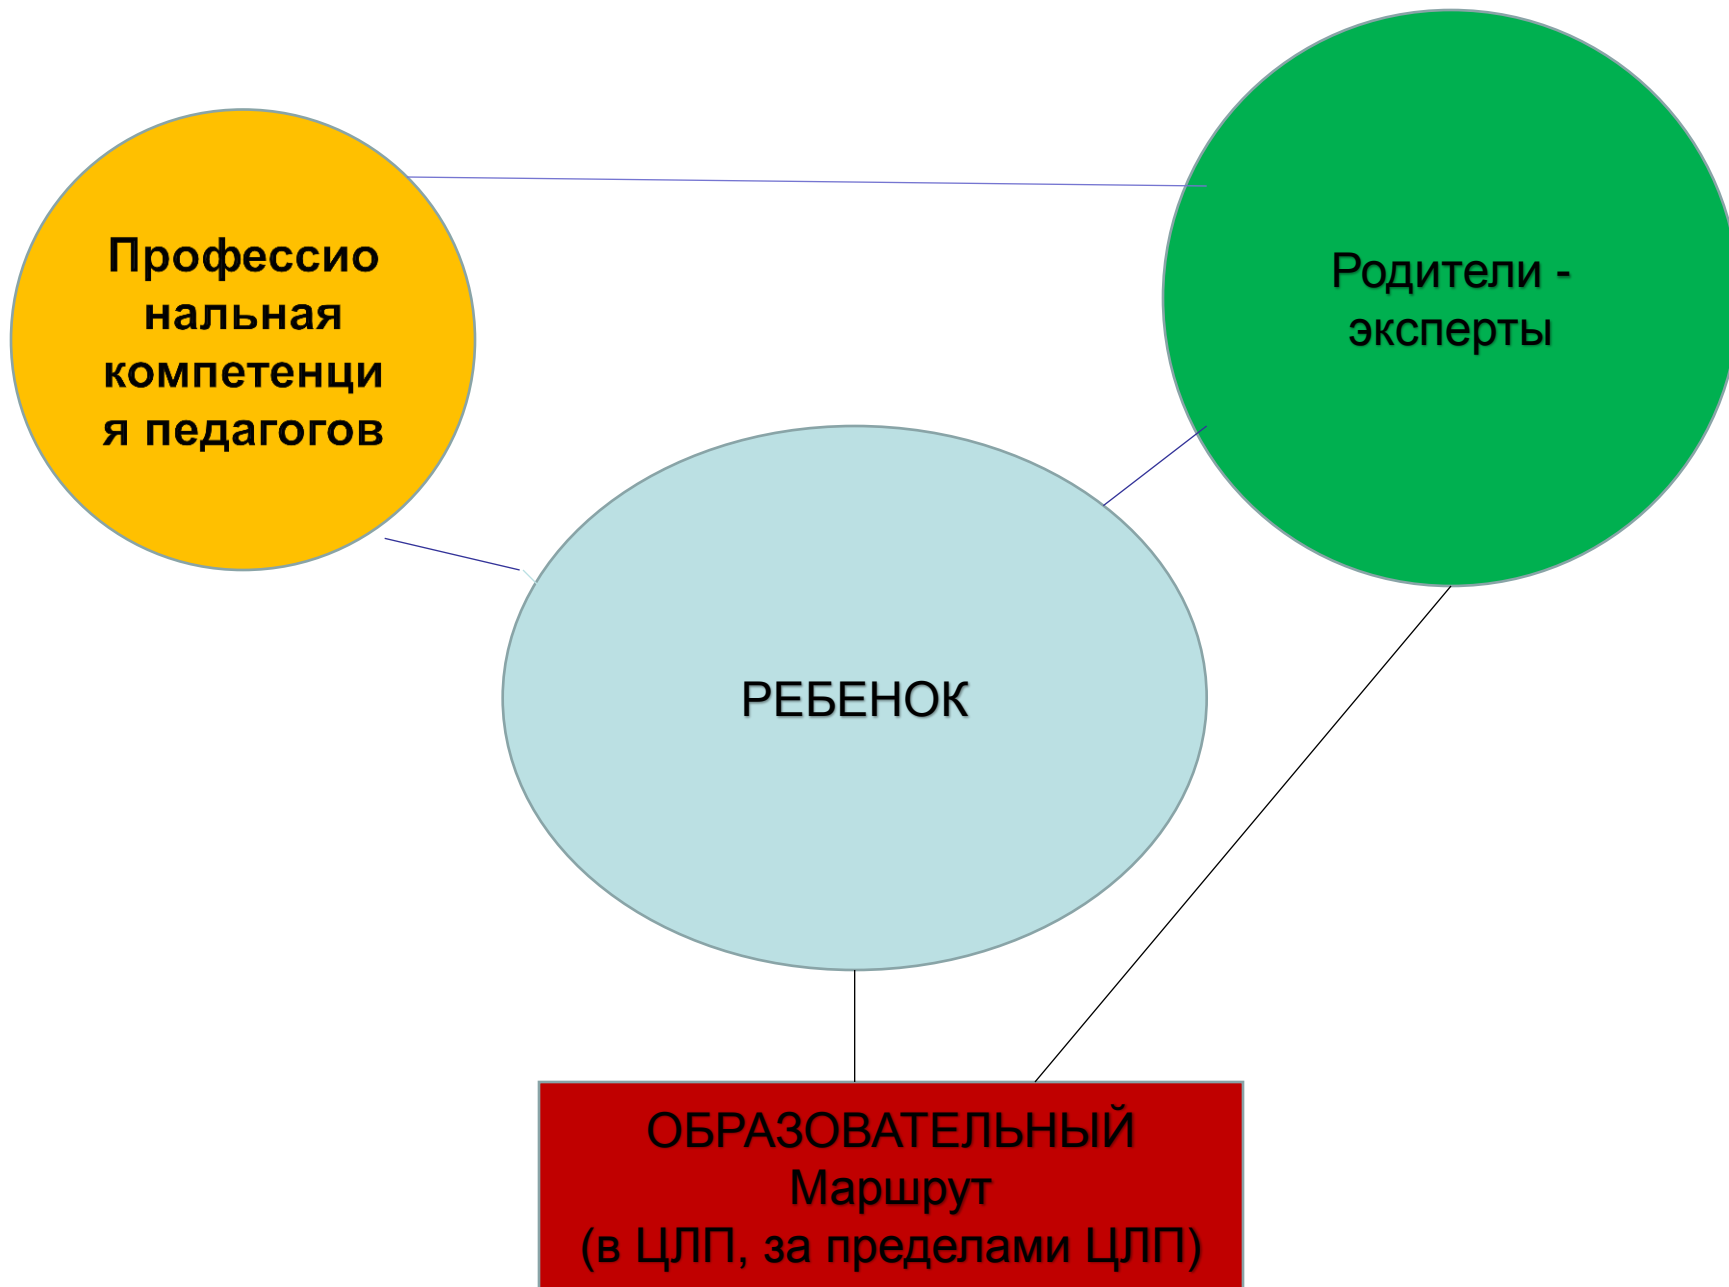 Профессио
нальная
компетенци
я педагогов
Родители -
эксперты
РЕБЕНОК
ОБРАЗОВАТЕЛЬНЫЙ
Маршрут
(в ЦЛП, за пределами ЦЛП)